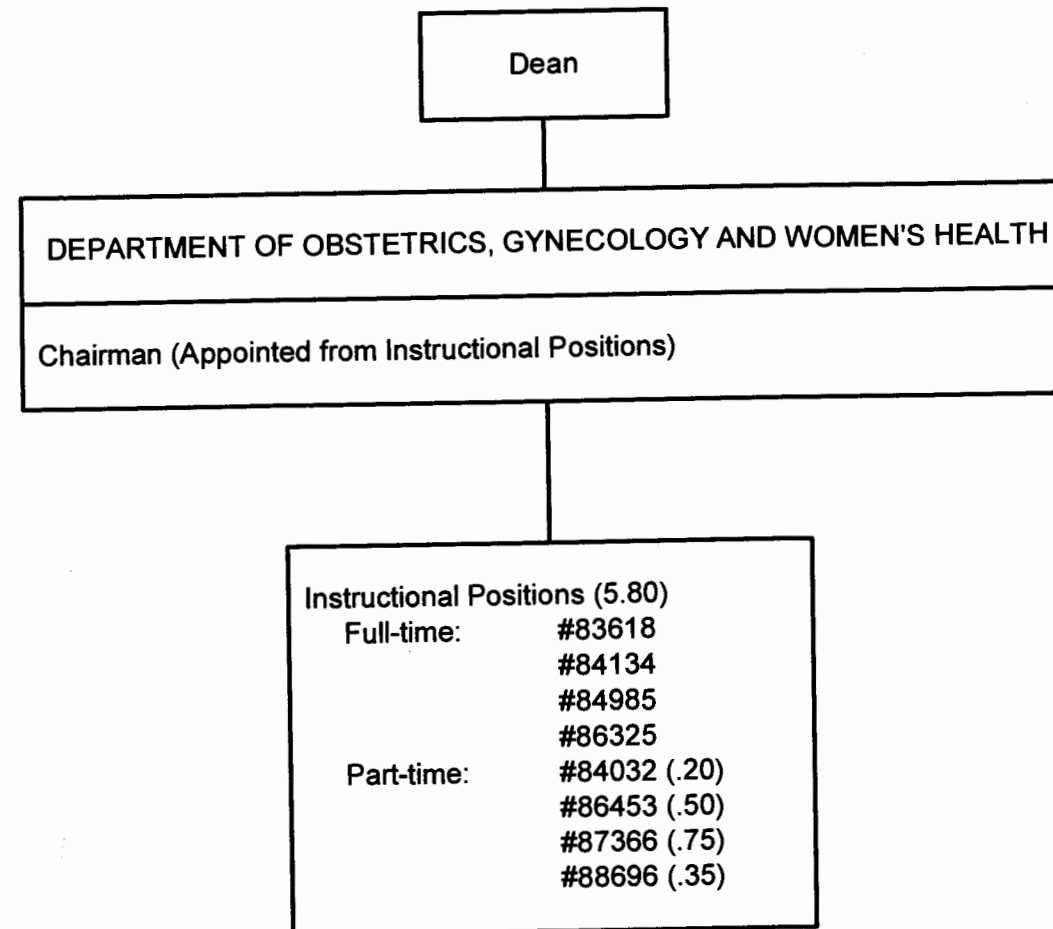 Dean
DEPARTMENT OF OBSTETRICS, GYNECOLOGY AND WOMEN'S HEALTH
Chairman (Appointed from Instructional Positions)
Instructional Positions (5.80)
Full-time: #83618
#84134
#84985
#86325
Part-time: #84032 (.20)
#86453 (.50)
#87366 (.75)
#88696 (.35)